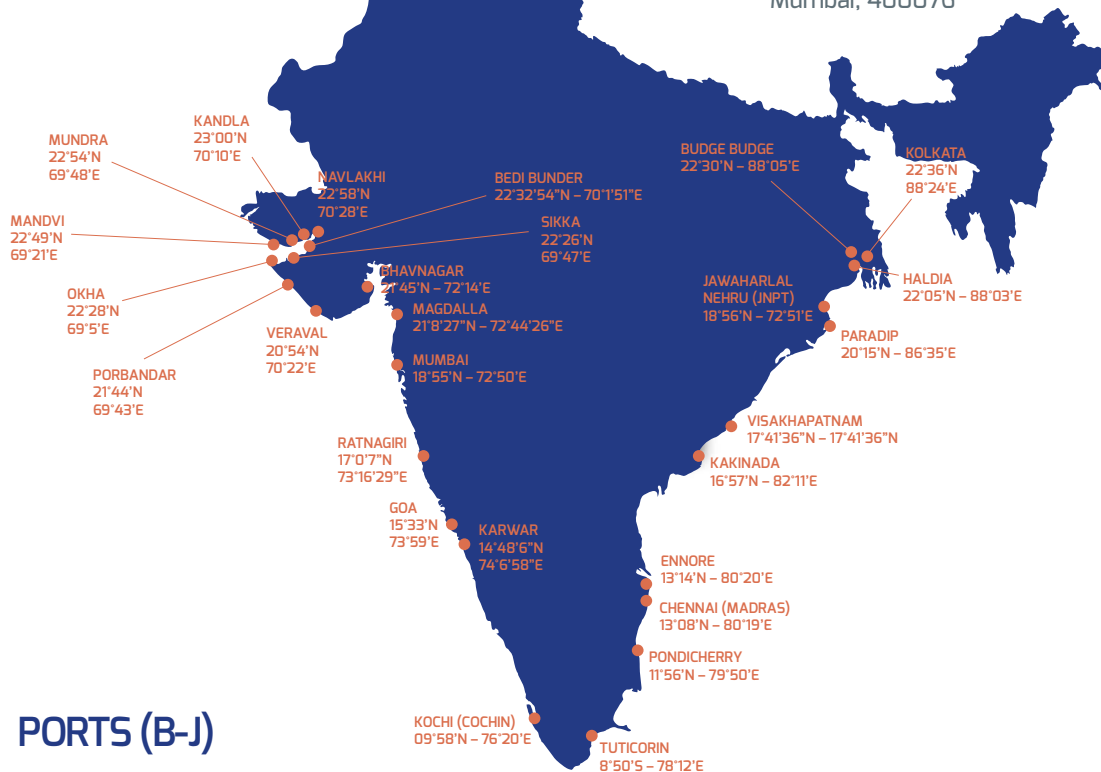 Mumbai, 400076
KANDLA
23°00'N
70°10'E
MUNDRA
22°54'N
69°48'E
NAVLAKHI
22°58'N
70°28'E
BEDI BUNDER
22°32'54”N – 70°1'51”E
BUDGE BUDGE
22°30'N – 88°05'E
KOLKATA
22°36'N
88°24'E
MANDVI
22°49'N
69°21'E
SIKKA
22°26'N
69°47'E
OKHA
22°28'N
69°5'E
BHAVNAGAR
21°45'N – 72°14'E
JAWAHARLAL
NEHRU (JNPT)
18°56'N – 72°51'E
HALDIA
22°05'N – 88°03'E
MAGDALLA
21°8'27”N – 72°44'26”E
VERAVAL
20°54'N
70°22'E
PARADIP
20°15'N – 86°35'E
PORBANDAR
21°44'N
69°43'E
MUMBAI
18°55'N – 72°50'E
VISAKHAPATNAM
17°41'36”N – 17°41'36”N
RATNAGIRI
17°0'7”N
73°16'29”E
KAKINADA
16°57'N – 82°11'E
GOA
15°33'N
73°59'E
KARWAR
14°48'6”N
74°6'58”E
ENNORE
13°14'N – 80°20'E
CHENNAI (MADRAS)
13°08'N – 80°19'E
PONDICHERRY
11°56'N – 79°50'E
PORTS (B-J)
KOCHI (COCHIN)
09°58'N – 76°20'E
TUTICORIN
8°50'S – 78°12'E